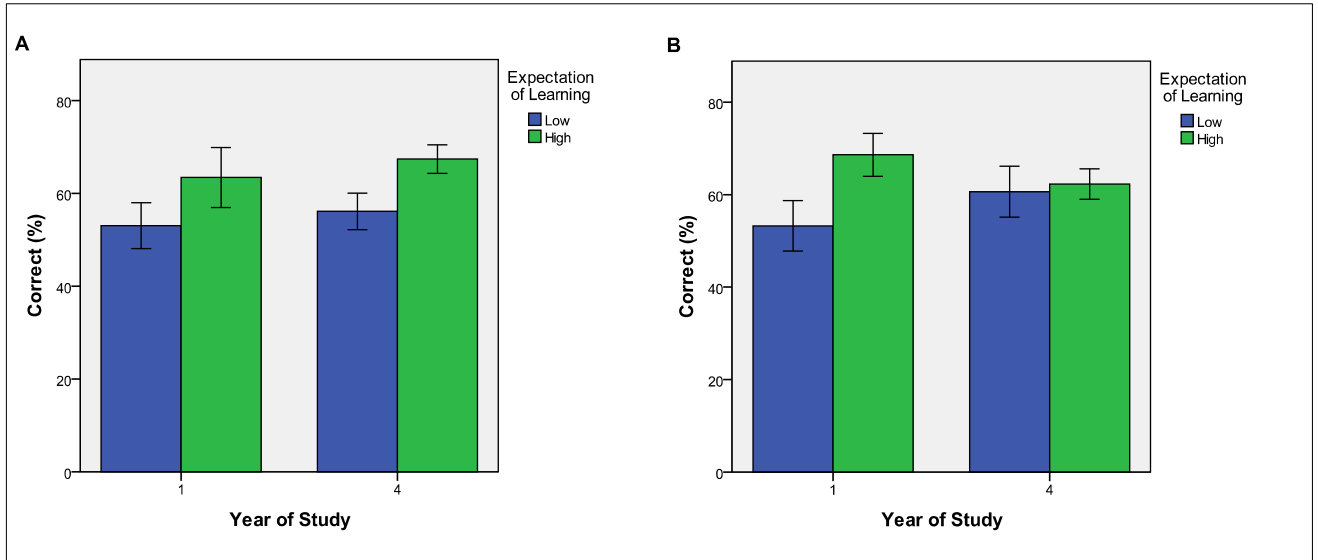 A
Expectation
of Learning
Low
High
80
60
40
20
0
Correct (%)
1
4
Year of Study
B
Expectation
of Learning
Low
High
80
60
40
20
0
Correct (%)
1
4
Year of Study